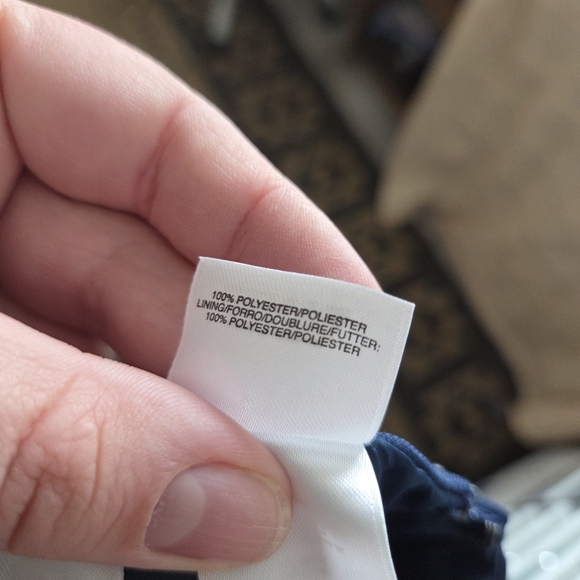 100% POLYESTER/POLIESTER
LINING/FORRO/DOUBLURE/FUTTER:
100% POLYESTER/POLIESTER